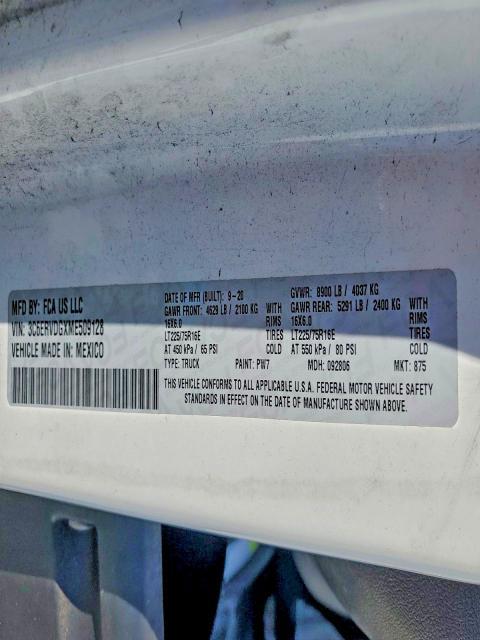 MFD BY: FCA US LLC
VIN: 3C6ERVDGXME509128
VEHICLE MADE IN: MEXICO
DATE OF MFR (BUILT): 9-20 GVWR: 8900 LB / 4037 KG
GAWR FRONT: 4629 LB / 2100 KG WITH GAWR REAR: 5291 LB / 2400 KG WITH
16X6.0 RIMS 16X6.0 RIMS
LT225/75R16E TIRES LT225/75R16E TIRES
AT 450 kPa / 65 PSI COLD AT 550 kPa / 80 PSI COLD
TYPE: TRUCK PAINT: PW7 MDH: 092806 MKT: 875
THIS VEHICLE CONFORMS TO ALL APPLICABLE U.S.A. FEDERAL MOTOR VEHICLE SAFETY
STANDARDS IN EFFECT ON THE DATE OF MANUFACTURE SHOWN ABOVE.